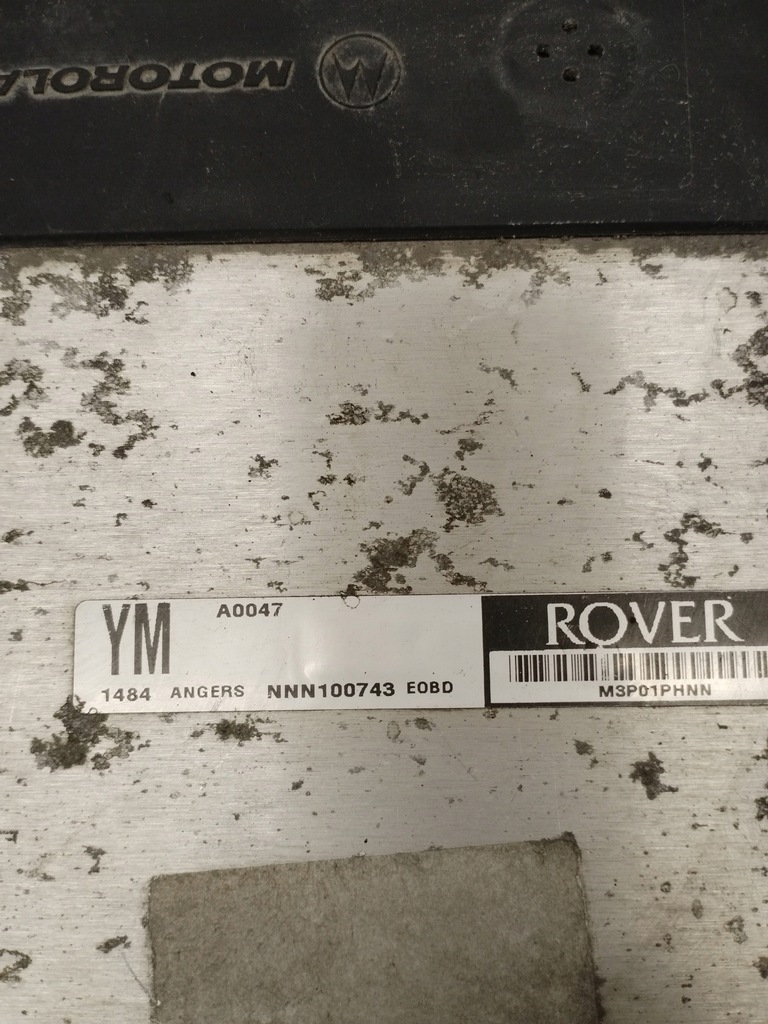 MOTOROLA
YM A0047
1484 ANGERS NNN100743 EOBD
ROVER
M3P01PHNN